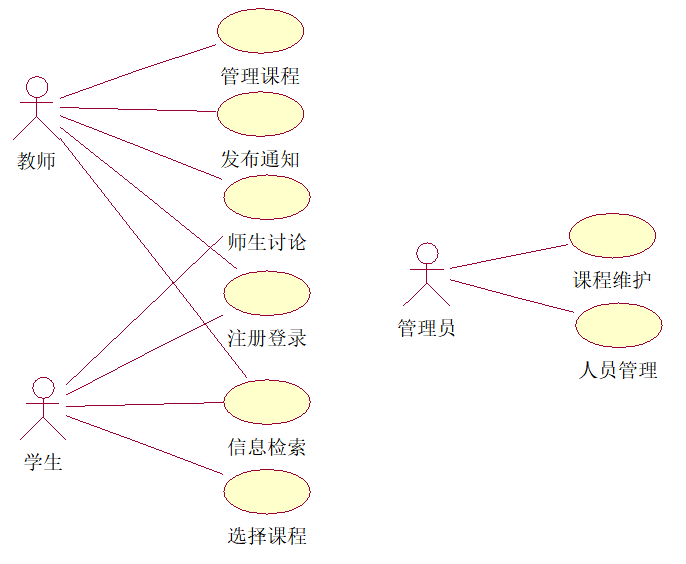 管理课程
教师
发布通知
师生讨论
注册登录
学生
信息检索
选择课程
管理员
课程维护
人员管理